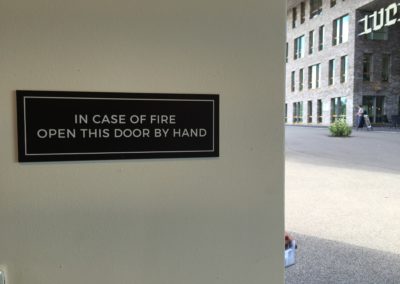 IN CASE OF FIRE
OPEN THIS DOOR BY HAND